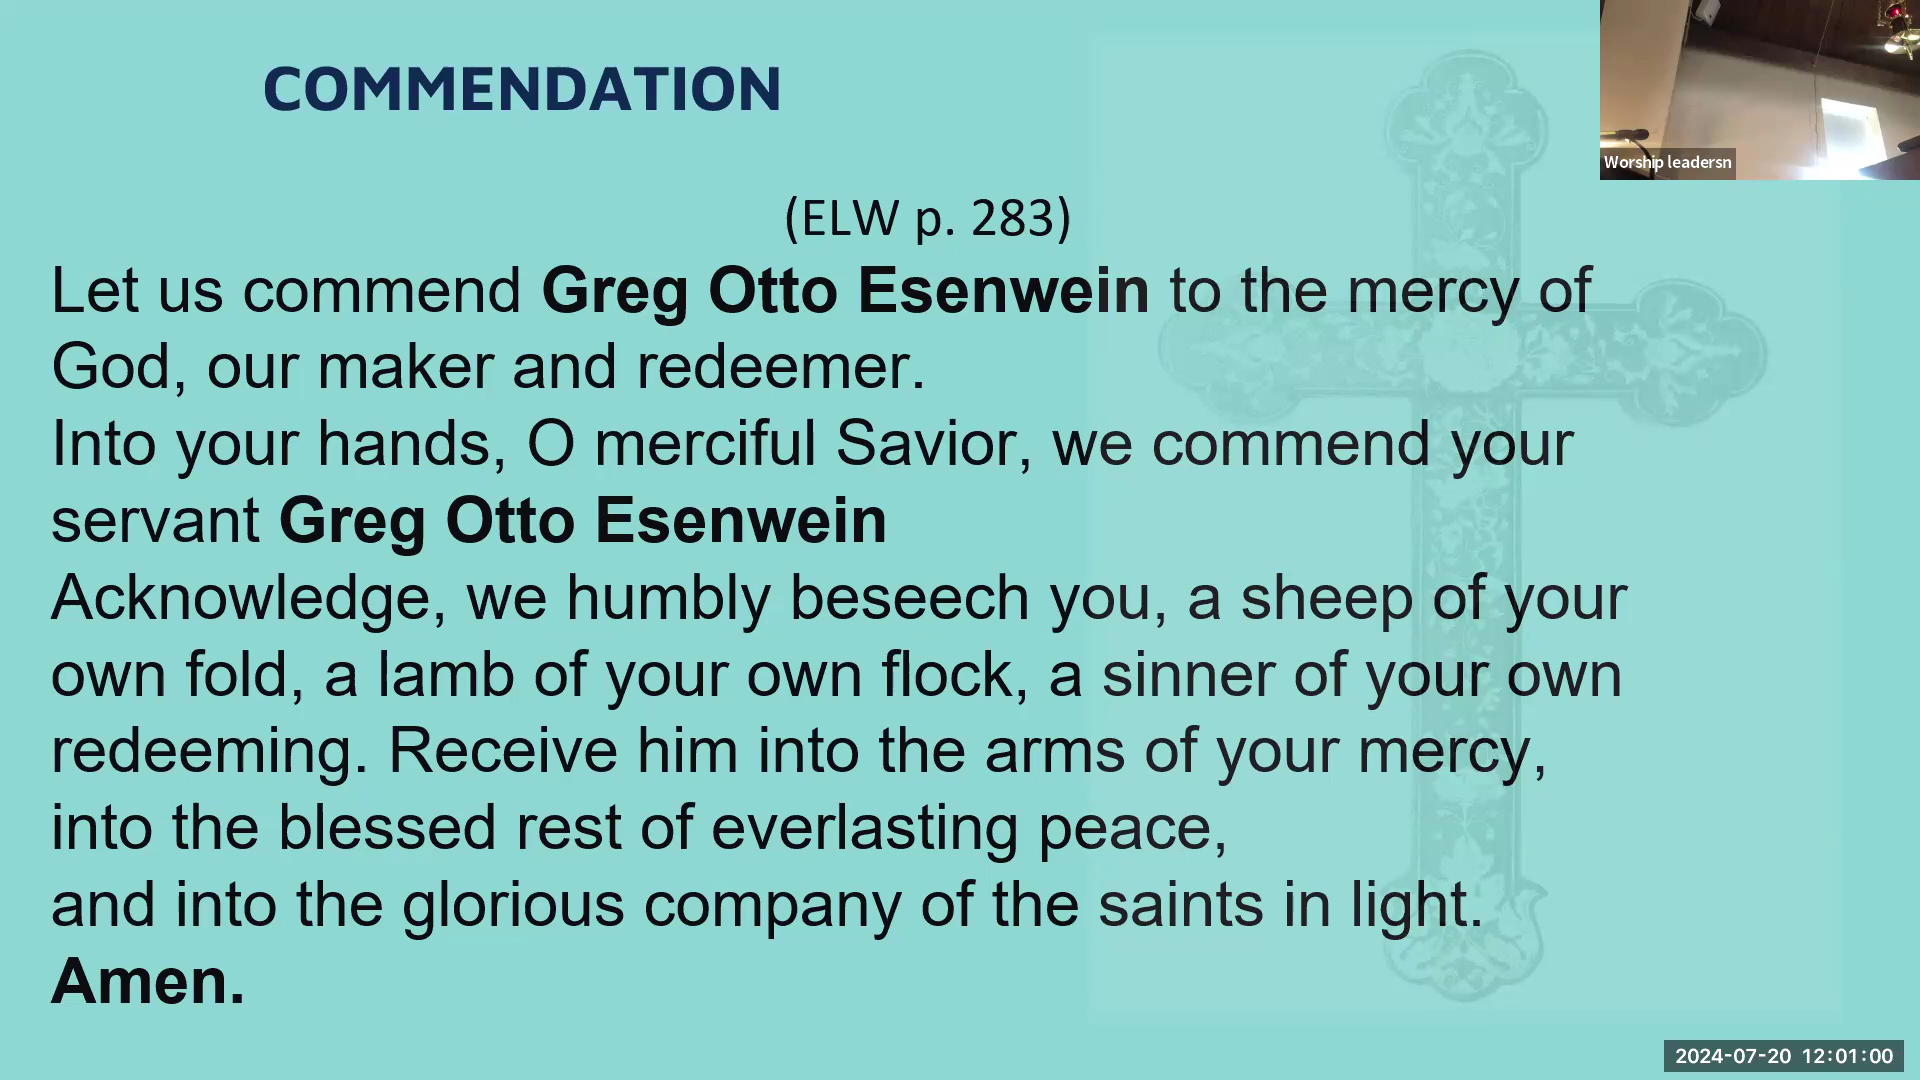 COMMENDATION
Worship leadersn
(ELW p. 283)
Let us commend Greg Otto Esenwein to the mercy of
God, our maker and redeemer.
Into your hands, O merciful Savior, we commend your
servant Greg Otto Esenwein
Acknowledge, we humbly beseech you, a sheep of your
own fold, a lamb of your own flock, a sinner of your own
redeeming. Receive him into the arms of your mercy,
into the blessed rest of everlasting peace,
and into the glorious company of the saints in light.
Amen.
2024-07-20 12:01:00